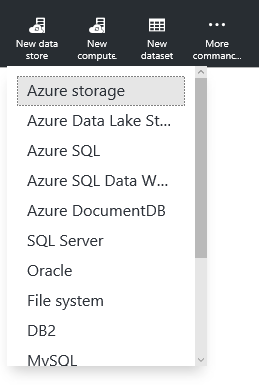 New data
store
New
compute.
New
dataset
More
commanc...
Azure storage
Azure Data Lake St...
Azure SQL
Azure SQL Data W...
Azure DocumentDB
SQL Server
Oracle
File system
DB2
MySQL